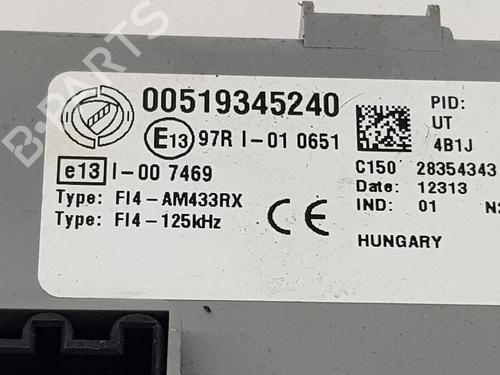 B-PARTS
00519345240
E13 97R I-01 0651
e13 I-00 7469
Type: FI4-AM433RX
Type: FI4-125kHz
CE
PID:
UT
4B1J
C150 28354343
Date: 12313
IND: 01
HUNGARY